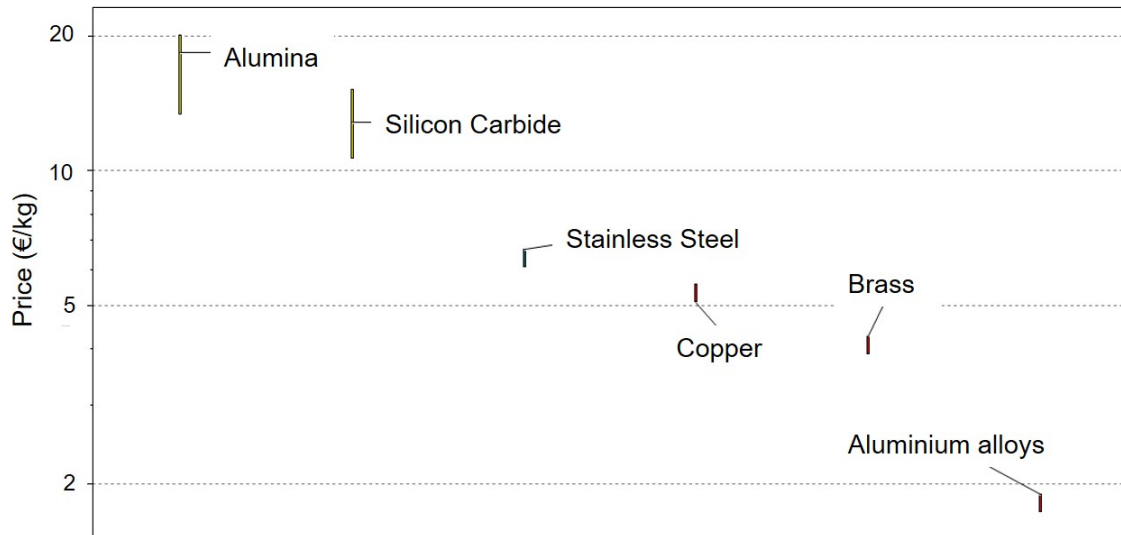 20
Alumina
Silicon Carbide
10
Price (€/kg)
Stainless Steel
Brass
5
Copper
Aluminium alloys
2